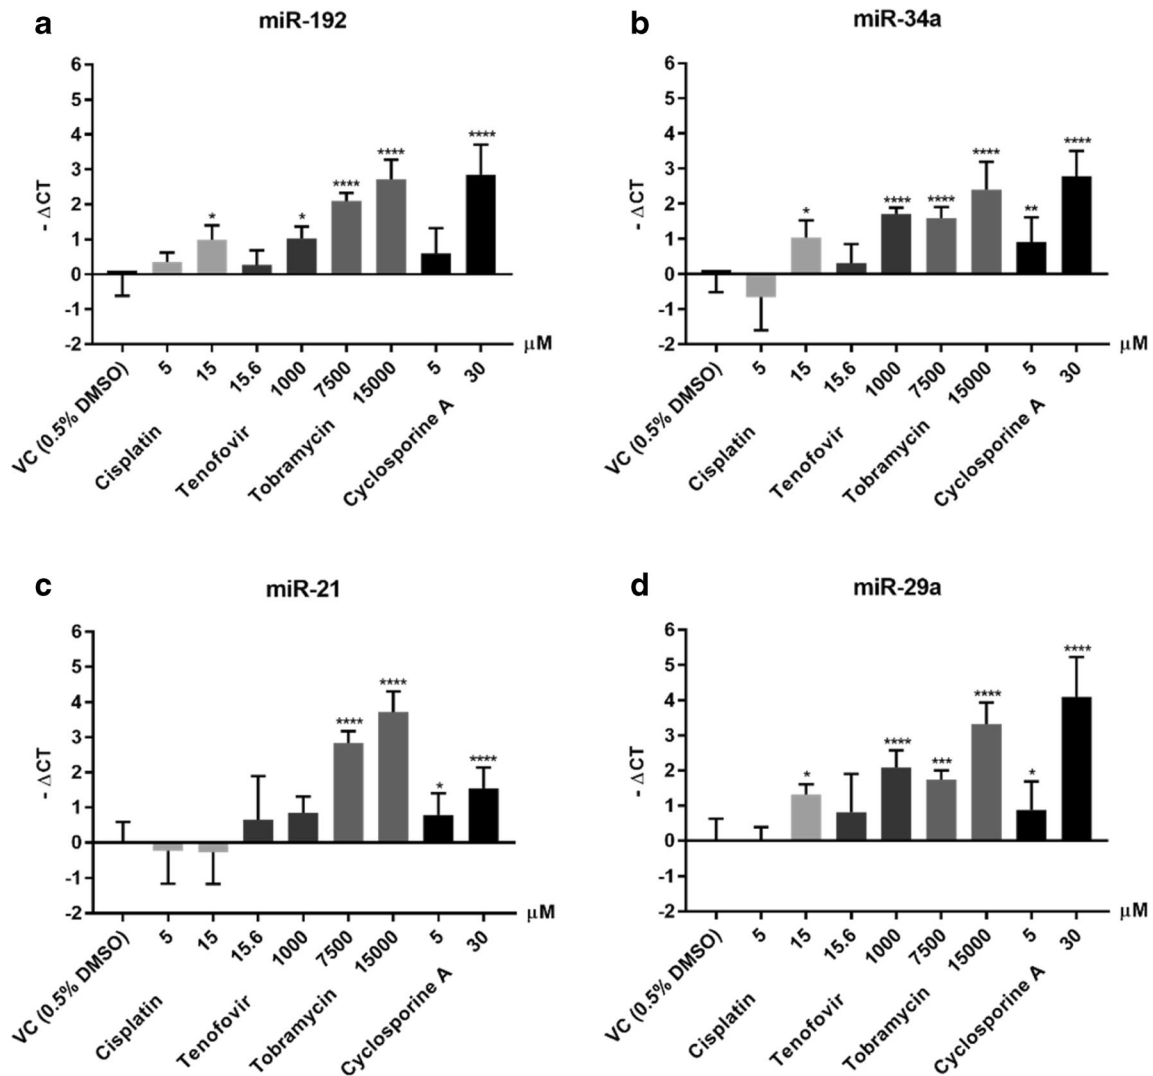 a
miR-192
- ΔCT
6
5
4
3
2
1
0
-1
-2
*
*
****
****
****
μM
VC (0.5% DMSO)
5
15
15.6
1000
7500
15000
5
30
Cisplatin
Tenofovir
Tobramycin
Cyclosporine A
b
miR-34a
- ΔCT
6
5
4
3
2
1
0
-1
-2
*
****
****
****
**
****
μM
VC (0.5% DMSO)
5
15
15.6
1000
7500
15000
5
30
Cisplatin
Tenofovir
Tobramycin
Cyclosporine A
c
miR-21
- ΔCT
6
5
4
3
2
1
0
-1
-2
****
****
*
****
μM
VC (0.5% DMSO)
5
15
15.6
1000
7500
15000
5
30
Cisplatin
Tenofovir
Tobramycin
Cyclosporine A
d
miR-29a
- ΔCT
6
5
4
3
2
1
0
-1
-2
*
****
***
****
*
****
μM
VC (0.5% DMSO)
5
15
15.6
1000
7500
15000
5
30
Cisplatin
Tenofovir
Tobramycin
Cyclosporine A